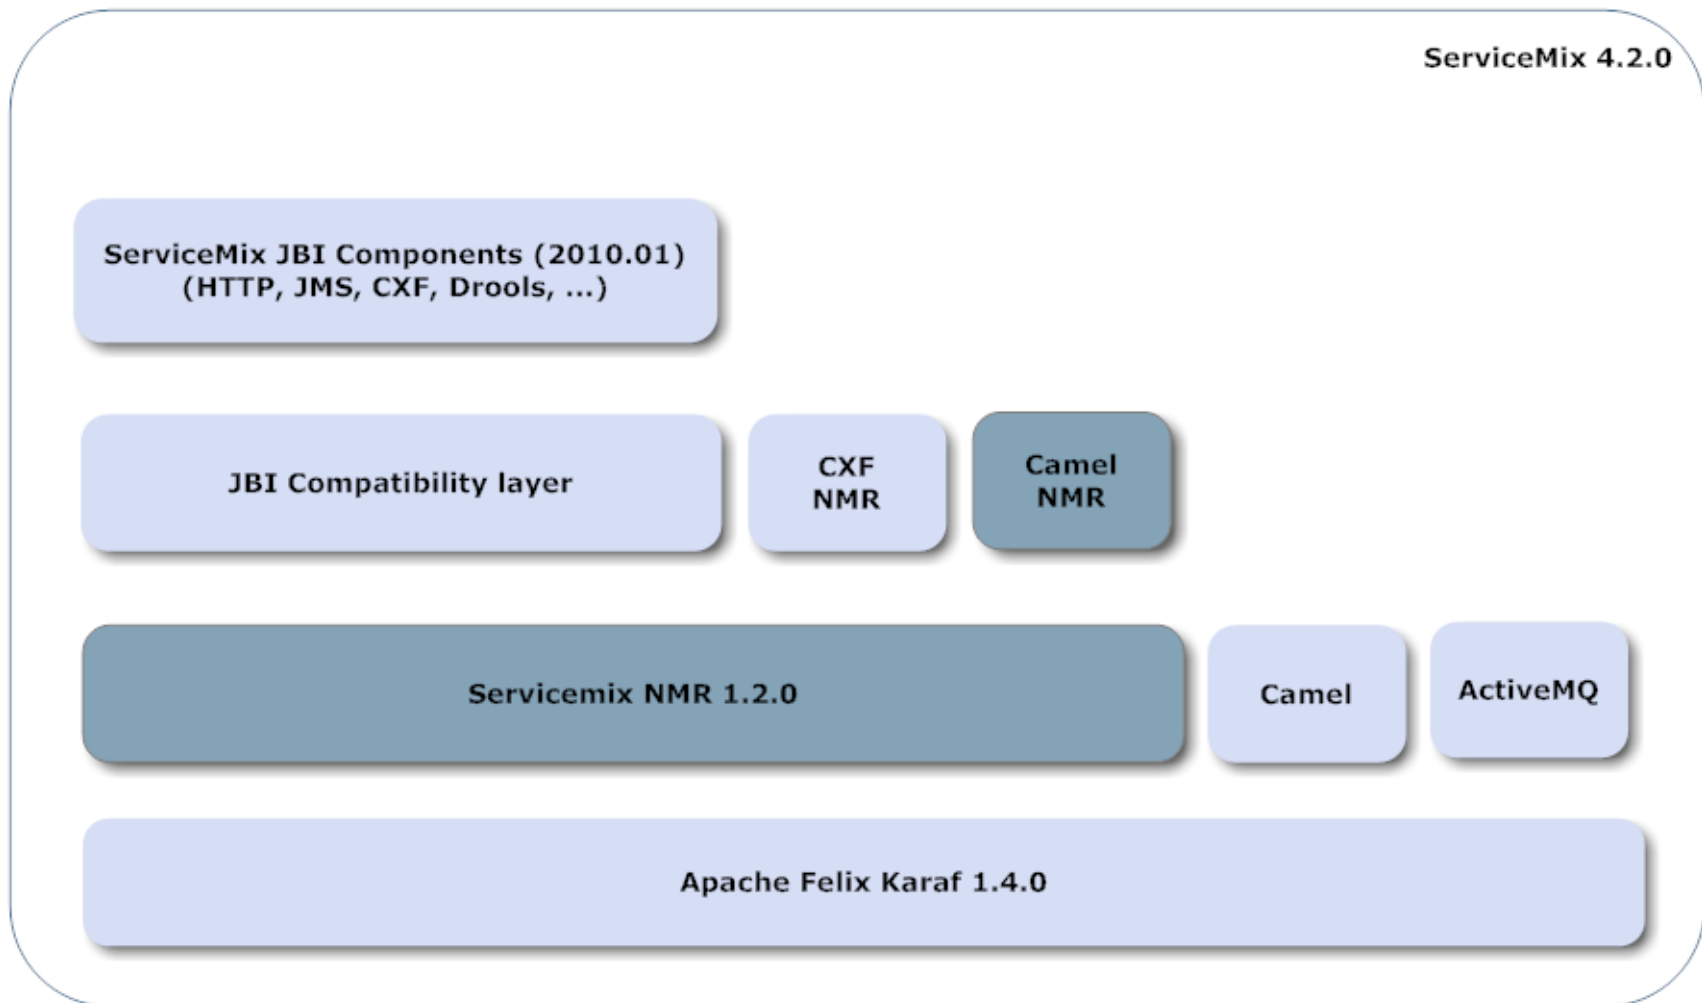 ServiceMix 4.2.0
ServiceMix JBI Components (2010.01)
(HTTP, JMS, CXF, Drools, ...)
JBI Compatibility layer
CXF
NMR
Camel
NMR
Servicemix NMR 1.2.0
Camel
ActiveMQ
Apache Felix Karaf 1.4.0